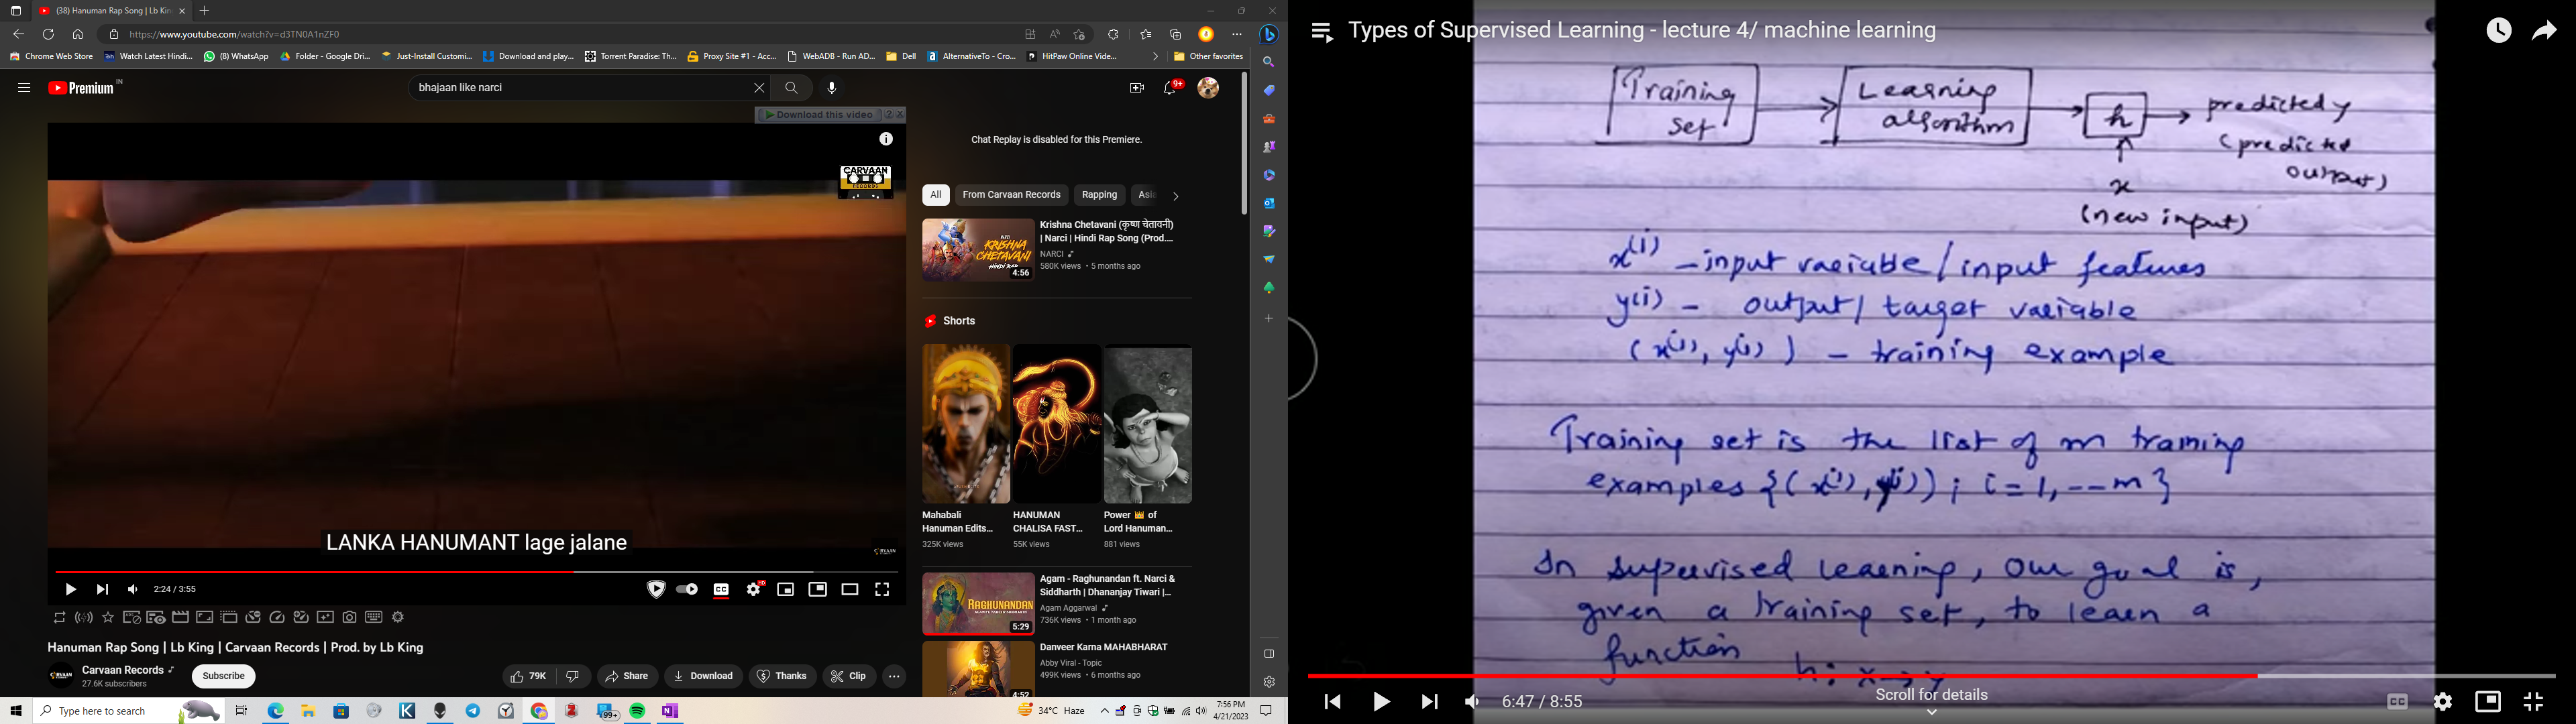 (38) Hanuman Rap Song | Lb Kin
https://www.youtube.com/watch?v=d3TN0A1nZF0
Chrome Web Store
Watch Latest Hindi...
(8) WhatsApp
Folder - Google Dri...
Just-Install Customi...
Download and play...
Torrent Paradise: Th...
Proxy Site #1 - Acc...
WebADB - Run AD...
Dell
AlternativeTo - Cro...
HitPaw Online Vide...
Other favorites
Premium IN
bhajaan like narci
9+
Download this video
CARVAAN
RECORDS
LANKA HANUMANT lage jalane
2:24 / 3:55
CC
HD
Hanuman Rap Song | Lb King | Carvaan Records | Prod. by Lb King
Carvaan Records
27.6K subscribers
Subscribe
79K
Share
Download
Thanks
Clip
Chat Replay is disabled for this Premiere.
All
From Carvaan Records
Rapping
Asia
KRISHNA
CHETAVANI
4:56
Krishna Chetavani (कृष्ण चेतावनी)
| Narci | Hindi Rap Song (Prod....
NARCI
580K views • 5 months ago
Shorts
Mahabali
Hanuman Edits...
325K views
HANUMAN
CHALISA FAST...
55K views
Power 👑 of
Lord Hanuman...
881 views
RAGHUNANDAN
5:29
Agam - Raghunandan ft. Narci &
Siddharth | Dhananjay Tiwari |...
Agam Aggarwal
736K views • 1 month ago
4:52
Danveer Karna MAHABHARAT
Abby Viral - Topic
499K views • 6 months ago
Type here to search
99+
34°C Haze
7:56 PM
4/21/2023
Types of Supervised Learning - lecture 4/ machine learning
Training
set
Learning
algorithm
h
predicted y
(predicted
output)
x
(new input)
x(i) – input variable / input features
y(i) – output / target variable
(x(i), y(i)) – training example
Training set is the list of m training
examples {(x(i), y(i)); i = 1, --- m}
In supervised learning, our goal is,
given a training set, to learn a
function h: x → y
Scroll for details
6:47 / 8:55
CC